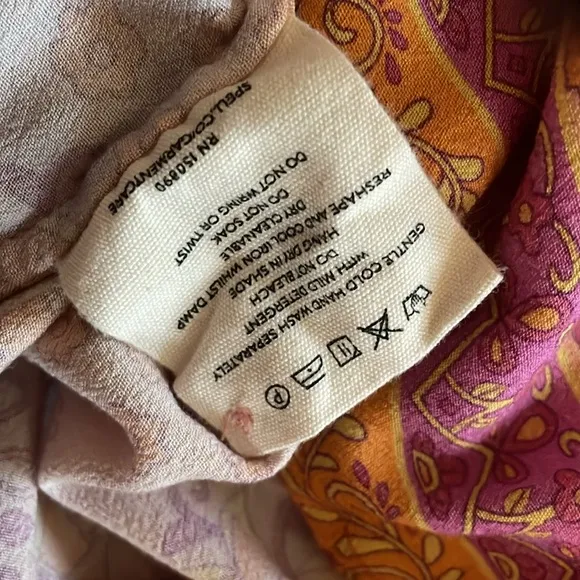 GENTLE COLD HAND WASH SEPARATELY
WITH MILD DETERGENT
DO NOT BLEACH
HANG DRY IN SHADE
RESHAPE AND COOL IRON WHILST DAMP
DRY CLEANABLE
DO NOT SOAK
DO NOT WRING OR TWIST
RN 150890
SPELL.CO/GARMENTCARE
P